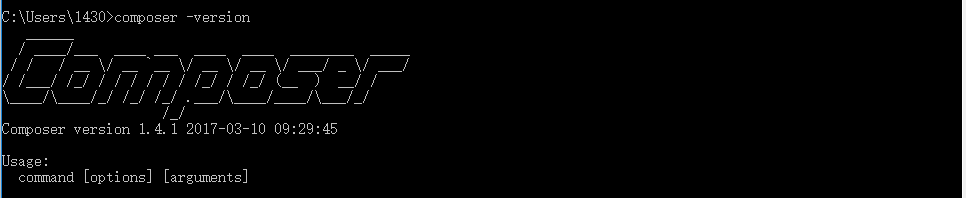 C:\Users\1430>composer -version
Composer
Composer version 1.4.1 2017-03-10 09:29:45
Usage:
command [options] [arguments]